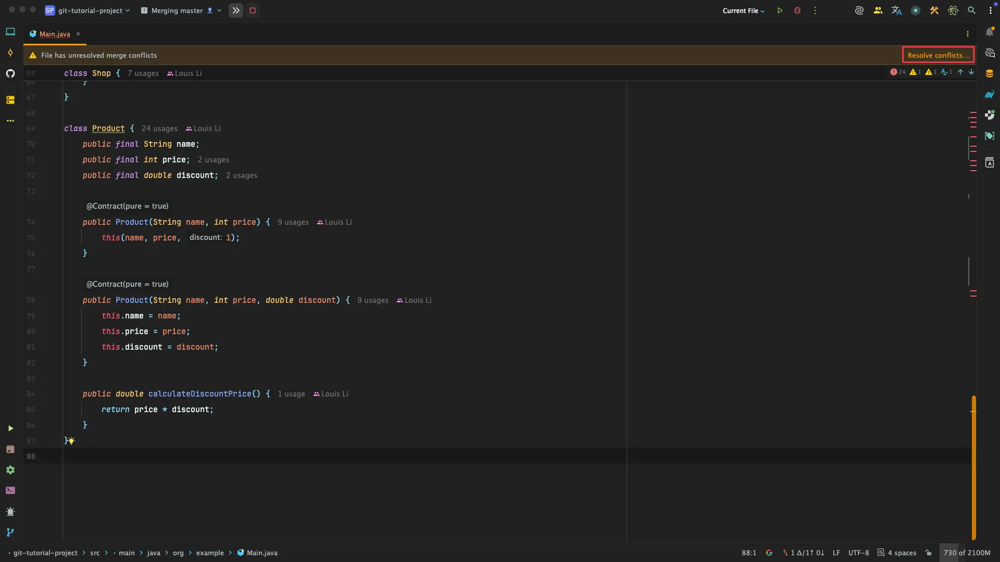 GP git-tutorial-project Merging master Current File
Main.java
File has unresolved merge conflicts Resolve conflicts...
59 class Shop { 7 usages Louis Li 24 1 1 1
66 }
67 }
68
69 class Product { 24 usages Louis Li
70 public final String name;
71 public final int price; 2 usages
72 public final double discount; 2 usages
73
@Contract(pure = true)
74 public Product(String name, int price) { 9 usages Louis Li
75 this(name, price, discount: 1);
76 }
77
@Contract(pure = true)
78 public Product(String name, int price, double discount) { 9 usages Louis Li
79 this.name = name;
80 this.price = price;
81 this.discount = discount;
82 }
83
84 public double calculateDiscountPrice() { 1 usage Louis Li
85 return price * discount;
86 }
87 }
88
git-tutorial-project > src > main > java > org > example > Main.java 88:1 G 1 Δ/1↑ 0↓ LF UTF-8 4 spaces 730 of 2100M